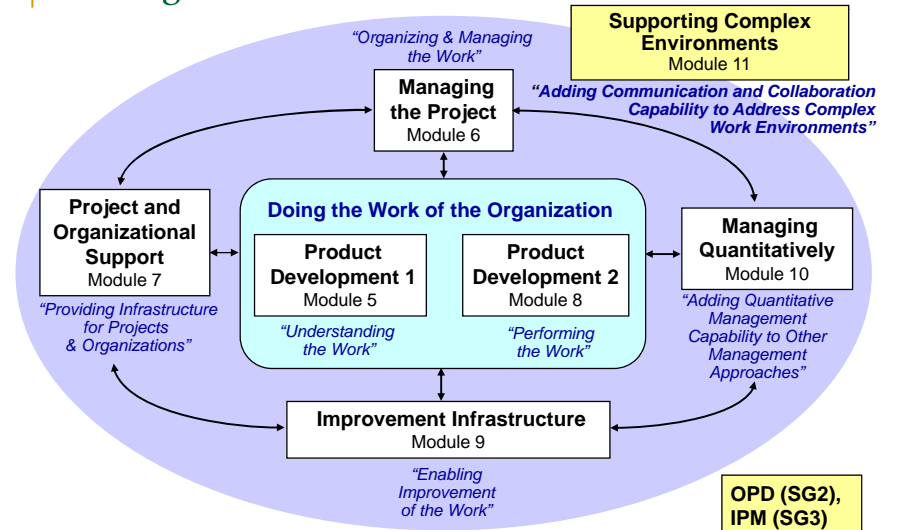 Supporting Complex
Environments
Module 11
“Organizing & Managing
the Work”
“Adding Communication and Collaboration
Capability to Address Complex
Work Environments”
Managing
the Project
Module 6
Project and
Organizational
Support
Module 7
“Providing Infrastructure
for Projects
& Organizations”
Doing the Work of the Organization
Product
Development 1
Module 5
“Understanding
the Work”
Product
Development 2
Module 8
“Performing
the Work”
Managing
Quantitatively
Module 10
“Adding Quantitative
Management
Capability to Other
Management
Approaches”
Improvement Infrastructure
Module 9
“Enabling
Improvement
of the Work”
OPD (SG2),
IPM (SG3)